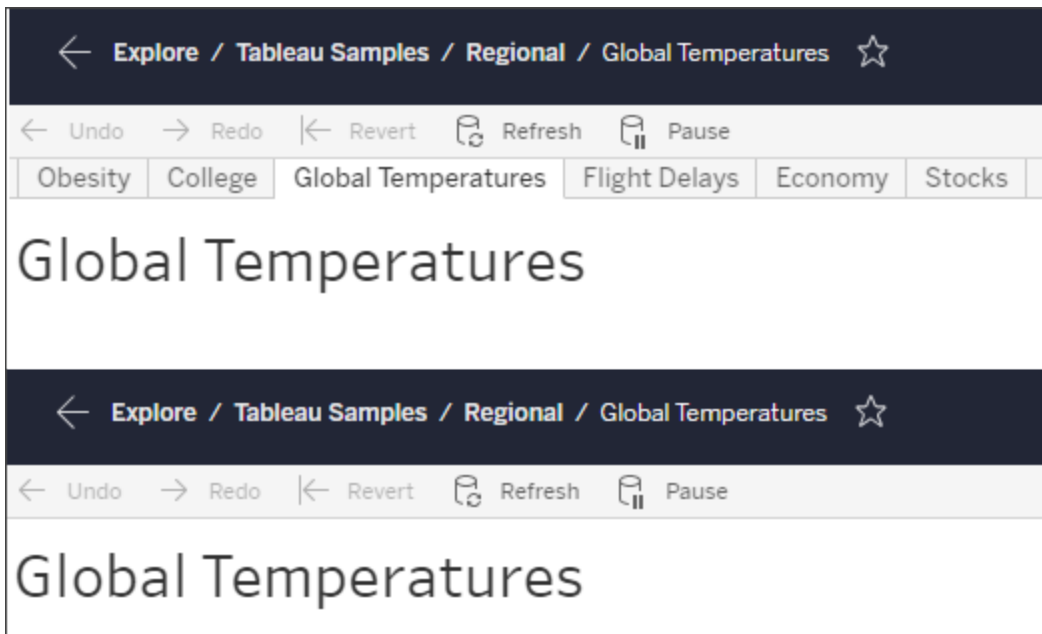 Explore / Tableau Samples / Regional / Global Temperatures
Undo Redo Revert Refresh Pause
Obesity College Global Temperatures Flight Delays Economy Stocks
Global Temperatures
Explore / Tableau Samples / Regional / Global Temperatures
Undo Redo Revert Refresh Pause
Global Temperatures